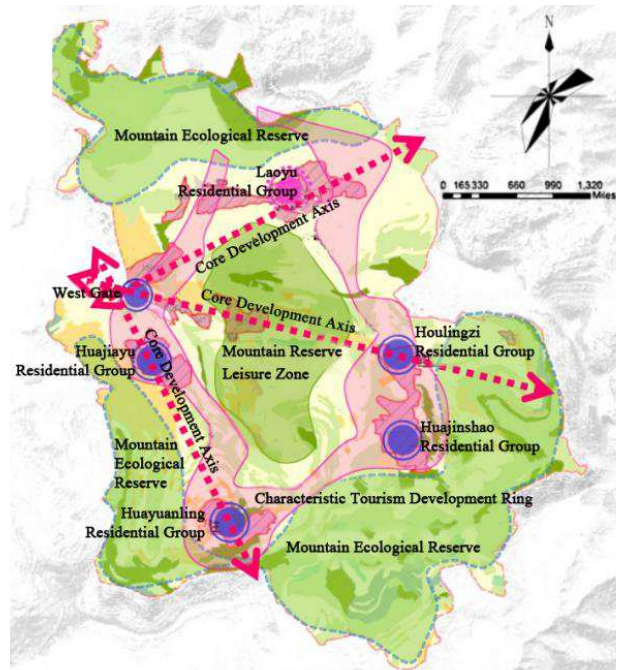 N
Mountain Ecological Reserve
Laoyu
Residential Group
0 165330 660 990 1,320
Miles
Core Development Axis
West Gate
Core Development Axis
Houlingzi
Residential Group
Huajiayu
Residential Group
Core Development Axis
Mountain Reserve
Leisure Zone
Huajinshao
Residential Group
Mountain
Ecological
Reserve
Characteristic Tourism Development Ring
Huayuanling
Residential Group
Mountain Ecological Reserve